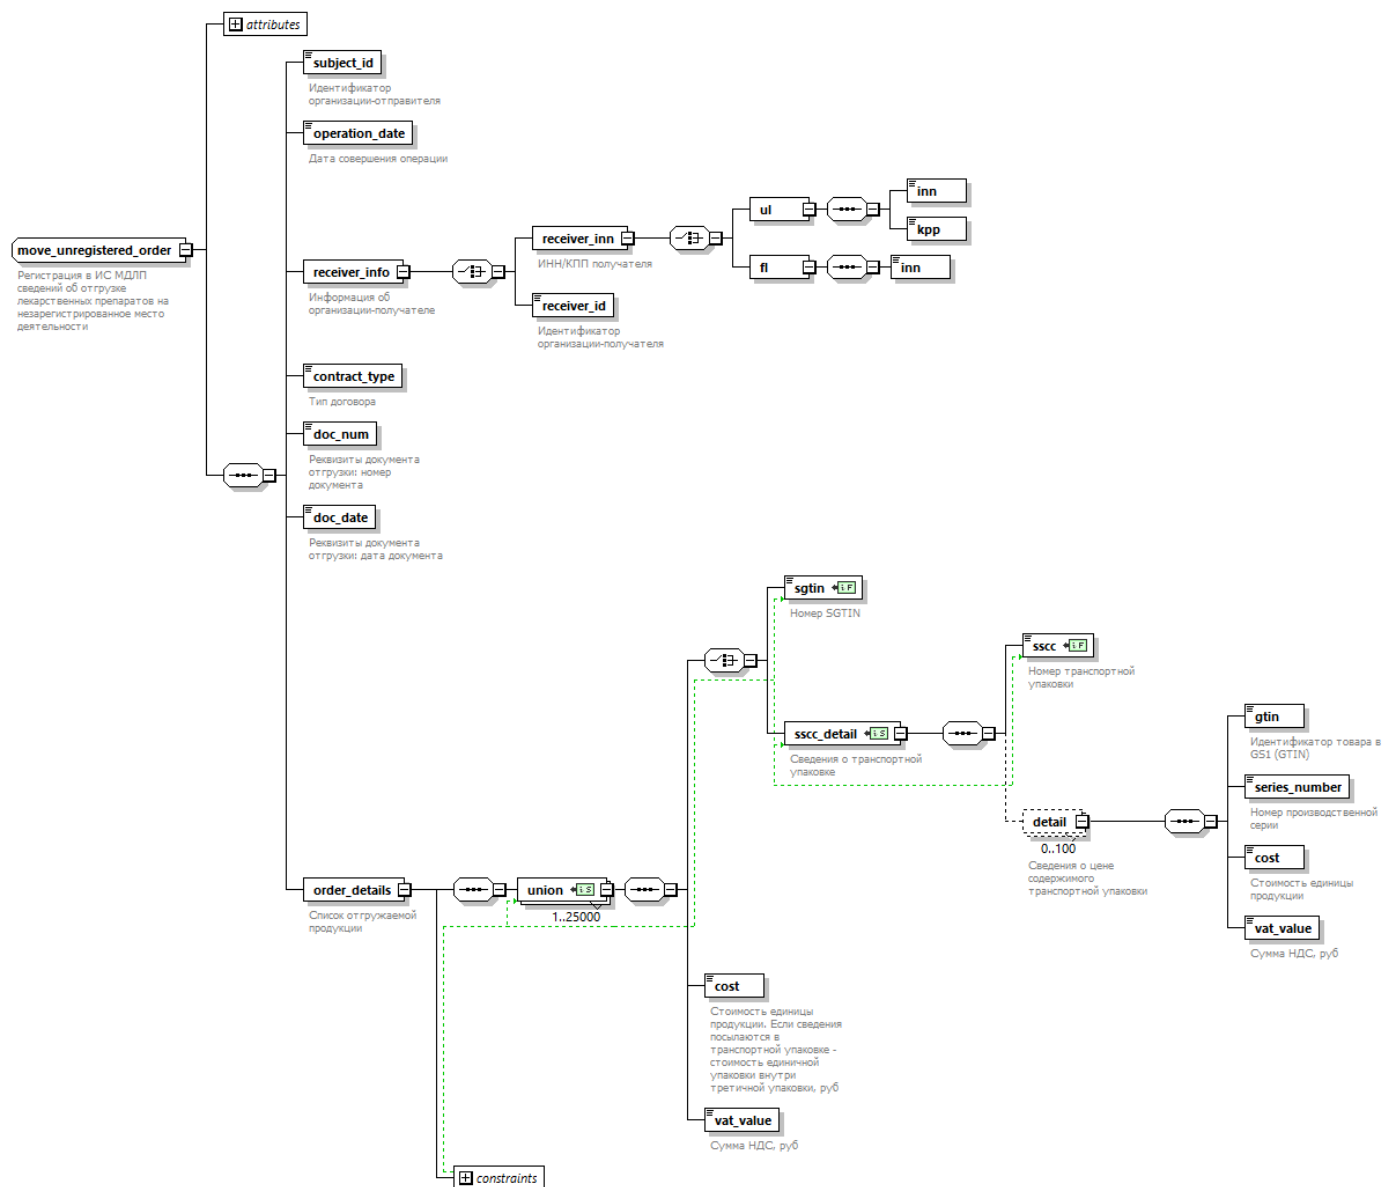 attributes
subject_id
Идентификатор
организации-отправителя
operation_date
Дата совершения операции
move_unregistered_order
Регистрация в ИС МДЛП
сведений об отгрузке
лекарственных препаратов на
незарегистрированное место
деятельности
receiver_info
Информация об
организации-получателе
receiver_inn
ИНН/КПП получателя
ul
inn
kpp
fl
inn
receiver_id
Идентификатор
организации-получателя
contract_type
Тип договора
doc_num
Реквизиты документа
отгрузки: номер
документа
doc_date
Реквизиты документа
отгрузки: дата документа
order_details
Список отгружаемой
продукции
union
1..25000
sgtin
Номер SGTIN
sscc_detail
Сведения о транспортной
упаковке
sscc
Номер транспортной
упаковки
detail
0..100
Сведения о цене
содержимого
транспортной упаковки
gtin
Идентификатор товара в
GS1 (GTIN)
series_number
Номер производственной
серии
cost
Стоимость единицы
продукции
vat_value
Сумма НДС, руб
cost
Стоимость единицы
продукции. Если сведения
посылаются в
транспортной упаковке -
стоимость единичной
упаковки внутри
третичной упаковки, руб
vat_value
Сумма НДС, руб
constraints